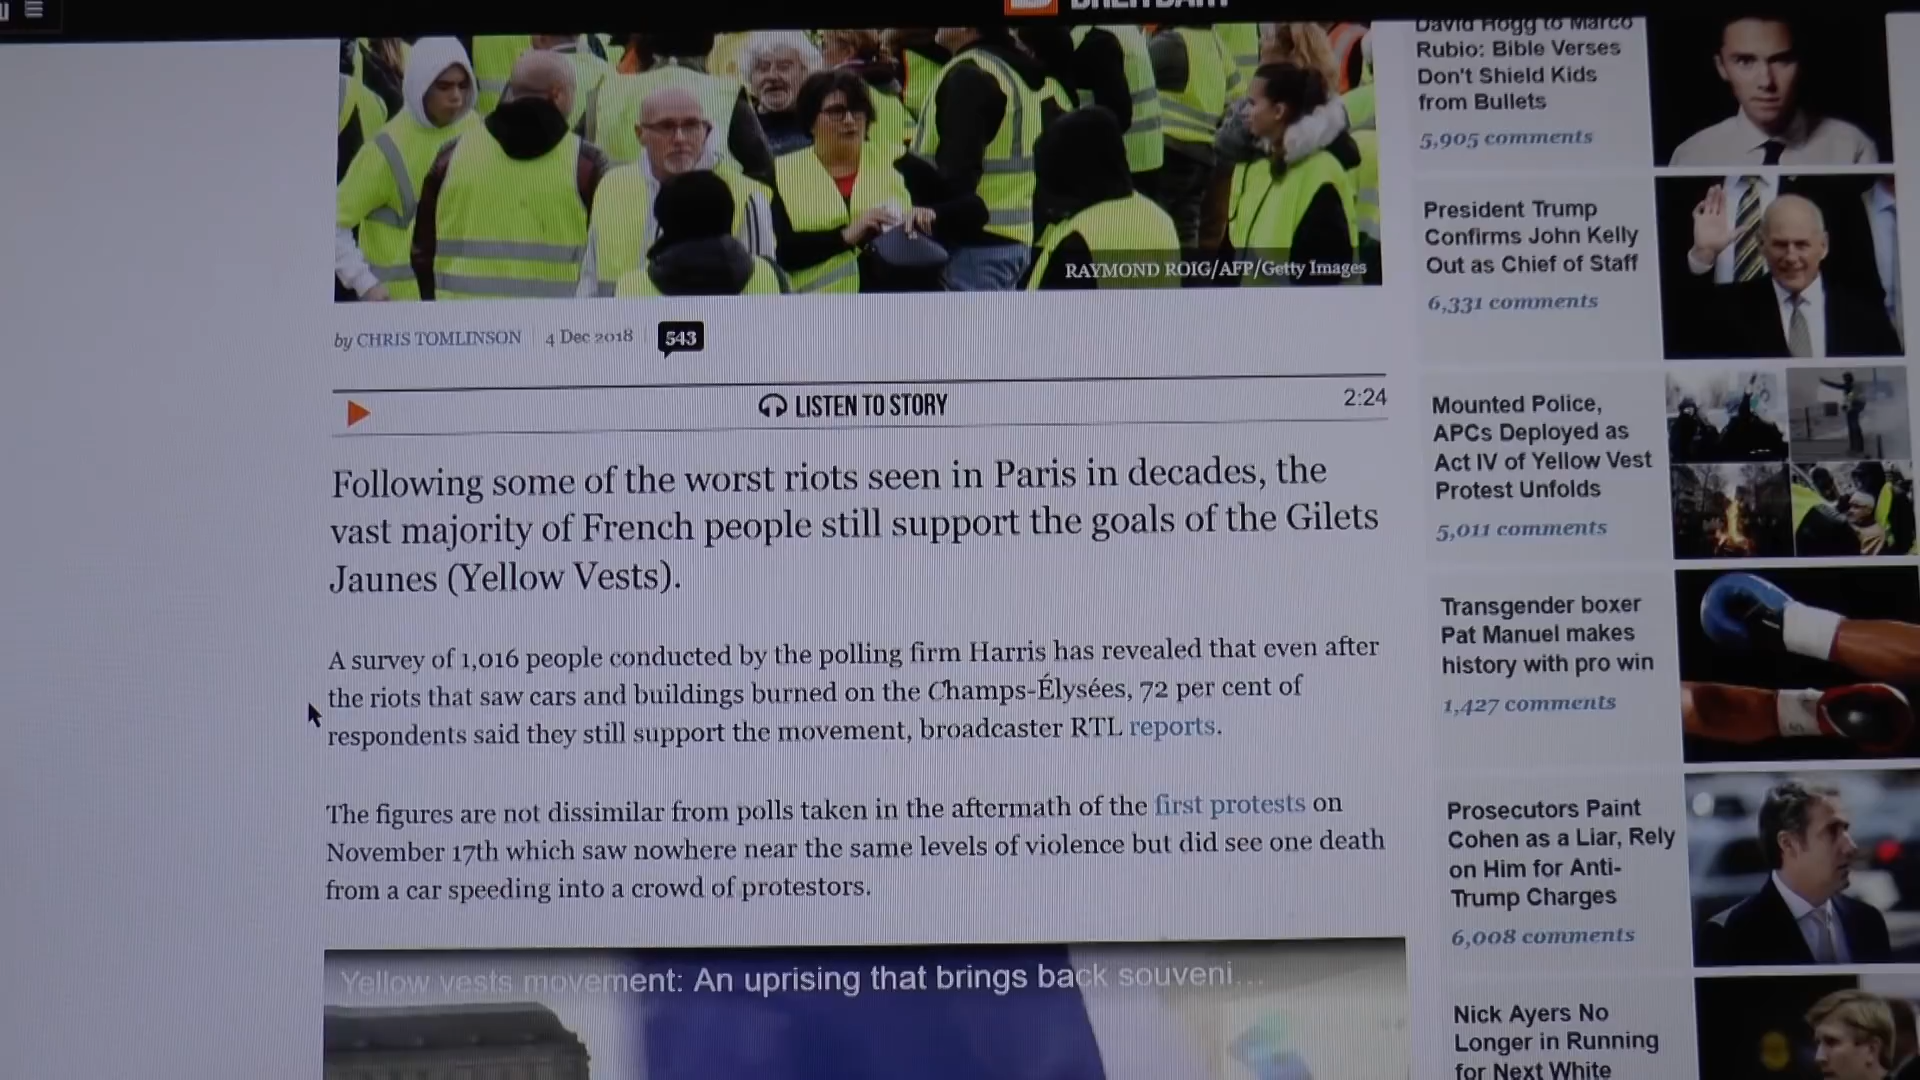 BREITBART
RAYMOND ROIG/AFP/Getty Images
by CHRIS TOMLINSON
4 Dec 2018
543
LISTEN TO STORY
2:24
Following some of the worst riots seen in Paris in decades, the
vast majority of French people still support the goals of the Gilets
Jaunes (Yellow Vests).
A survey of 1,016 people conducted by the polling firm Harris has revealed that even after
the riots that saw cars and buildings burned on the Champs-Élysées, 72 per cent of
respondents said they still support the movement, broadcaster RTL reports.
The figures are not dissimilar from polls taken in the aftermath of the first protests on
November 17th which saw nowhere near the same levels of violence but did see one death
from a car speeding into a crowd of protestors.
Yellow vests movement: An uprising that brings back souveni...
David Hogg to Marco
Rubio: Bible Verses
Don't Shield Kids
from Bullets
5,905 comments
President Trump
Confirms John Kelly
Out as Chief of Staff
6,331 comments
Mounted Police,
APCs Deployed as
Act IV of Yellow Vest
Protest Unfolds
5,011 comments
Transgender boxer
Pat Manuel makes
history with pro win
1,427 comments
Prosecutors Paint
Cohen as a Liar, Rely
on Him for Anti-
Trump Charges
6,008 comments
Nick Ayers No
Longer in Running
for Next White